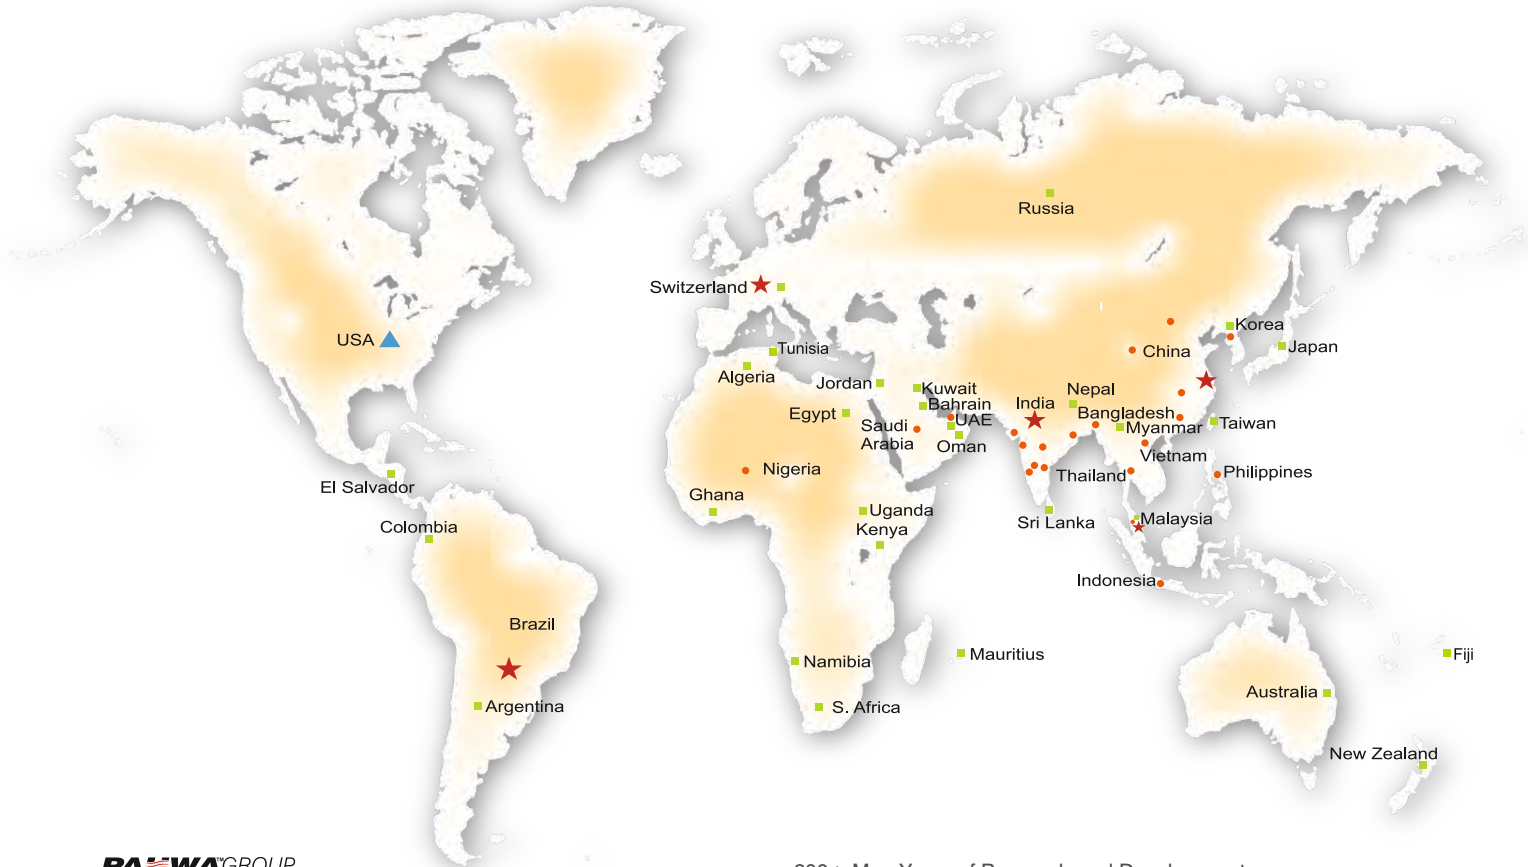 Russia
Switzerland
USA
Korea
Japan
China
Tunisia
Algeria
Jordan
Kuwait
Nepal
India
Bahrain
Bangladesh
Egypt
UAE
Saudi
Arabia
Myanmar
Taiwan
Oman
Vietnam
Nigeria
Thailand
Philippines
El Salvador
Ghana
Uganda
Sri Lanka
Malaysia
Colombia
Kenya
Indonesia
Brazil
Namibia
Mauritius
Fiji
Australia
Argentina
S. Africa
New Zealand
PAHWA™GROUP